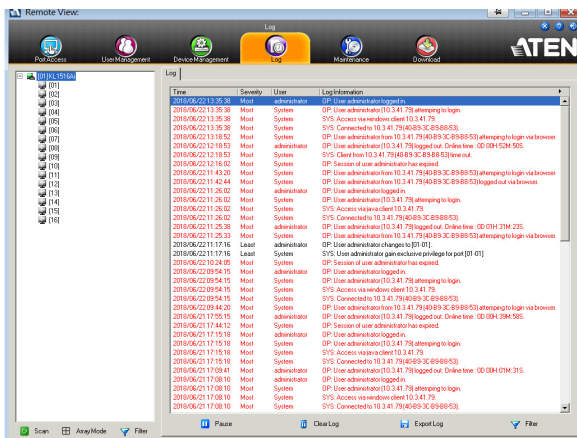 Remote View:
Log
Port Access User Management Device Management Log Maintenance Download
ATEN
[01]KL1516Ai
[01]
[02]
[03]
[04]
[05]
[06]
[07]
[08]
[09]
[10]
[11]
[12]
[13]
[14]
[15]
[16]
Log
Time Severity User Log Information
2018/06/22 13:35:38 Most administrator OP: User administrator logged in.
2018/06/22 13:35:38 Most System OP: User administrator(10.3.41.79) attemping to login.
2018/06/22 13:35:38 Most System SYS: Access via windows client 10.3.41.79.
2018/06/22 13:35:38 Most System SYS: Connected to 10.3.41.79(40-B9-3C-B9-B8-53).
2018/06/22 13:18:52 Most System OP: User administrator from 10.3.41.79(40-B9-3C-B9-B8-53) attemping to login via browser.
2018/06/22 12:18:53 Most administrator OP: User administrator(10.3.41.79) logged out. Online time : 0D 00H:52M:50S.
2018/06/22 12:18:53 Most System SYS: Client from 10.3.41.79(40-B9-3C-B9-B8-53) time out.
2018/06/22 12:16:02 Most System OP: Session of user administrator has expired.
2018/06/22 11:43:20 Most System OP: User administrator from 10.3.41.79(40-B9-3C-B9-B8-53) attemping to login via browser.
2018/06/22 11:42:44 Most System OP: User administrator from 10.3.41.79(40-B9-3C-B9-B8-53) logged out via browser.
2018/06/22 11:26:02 Most administrator OP: User administrator logged in.
2018/06/22 11:26:02 Most System OP: User administrator(10.3.41.79) attemping to login.
2018/06/22 11:26:02 Most System SYS: Access via java client 10.3.41.79.
2018/06/22 11:26:02 Most System SYS: Connected to 10.3.41.79(40-B9-3C-B9-B8-53).
2018/06/22 11:25:38 Most administrator OP: User administrator(10.3.41.79) logged out. Online time : 0D 01H:31M:23S.
2018/06/22 11:25:33 Most System OP: User administrator from 10.3.41.79(40-B9-3C-B9-B8-53) attemping to login via browser.
2018/06/22 11:17:16 Least administrator OP: User administrator changes to [01-01].
2018/06/22 11:17:16 Least System SYS: User administrator gain exclusive privilege for port [01-01]
2018/06/22 10:24:05 Most System OP: Session of user administrator has expired.
2018/06/22 09:54:15 Most administrator OP: User administrator logged in.
2018/06/22 09:54:15 Most System OP: User administrator(10.3.41.79) attemping to login.
2018/06/22 09:54:15 Most System SYS: Access via windows client 10.3.41.79.
2018/06/22 09:54:15 Most System SYS: Connected to 10.3.41.79(40-B9-3C-B9-B8-53).
2018/06/22 09:44:20 Most System OP: User administrator from 10.3.41.79(40-B9-3C-B9-B8-53) attemping to login via browser.
2018/06/21 17:55:15 Most administrator OP: User administrator(10.3.41.79) logged out. Online time : 0D 00H:39M:58S.
2018/06/21 17:44:12 Most System OP: Session of user administrator has expired.
2018/06/21 17:15:18 Most administrator OP: User administrator logged in.
2018/06/21 17:15:18 Most System OP: User administrator(10.3.41.79) attemping to login.
2018/06/21 17:15:18 Most System SYS: Access via java client 10.3.41.79.
2018/06/21 17:15:18 Most System SYS: Connected to 10.3.41.79(40-B9-3C-B9-B8-53).
2018/06/21 17:09:41 Most administrator OP: User administrator(10.3.41.79) logged out. Online time : 0D 00H:01M:31S.
2018/06/21 17:08:10 Most administrator OP: User administrator logged in.
2018/06/21 17:08:10 Most System OP: User administrator(10.3.41.79) attemping to login.
2018/06/21 17:08:10 Most System SYS: Access via windows client 10.3.41.79.
2018/06/21 17:08:10 Most System SYS: Connected to 10.3.41.79(40-B9-3C-B9-B8-53).
Scan Array Mode Filter Pause Clear Log Export Log Filter